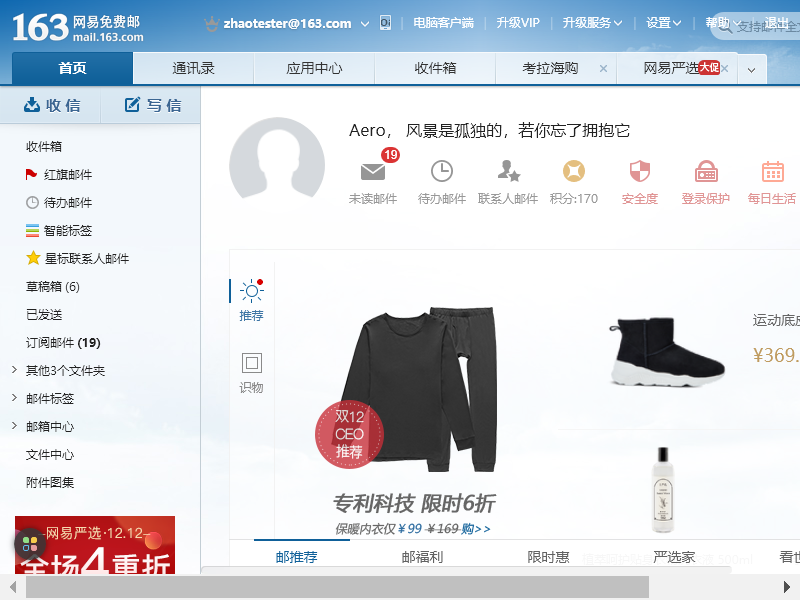 163 网易免费邮 mail.163.com
zhaotester@163.com
电脑客户端 升级VIP 升级服务 设置 帮助 退出
首页 通讯录 应用中心 收件箱 考拉海购 网易严选 大促
收信 写信
收件箱
红旗邮件
待办邮件
智能标签
星标联系人邮件
草稿箱 (6)
已发送
订阅邮件 (19)
其他3个文件夹
邮件标签
邮箱中心
文件中心
附件图集
网易严选·12.12
全场4重折
Aero， 风景是孤独的，若你忘了拥抱它
19
未读邮件 待办邮件 联系人邮件 积分:170 安全度 登录保护 每日生活
推荐
识物
双12
CEO
推荐
专利科技 限时6折
保暖内衣仅￥99 ￥169 购>>
运动底皮
¥369.
邮推荐 邮福利 限时惠 严选家 看世